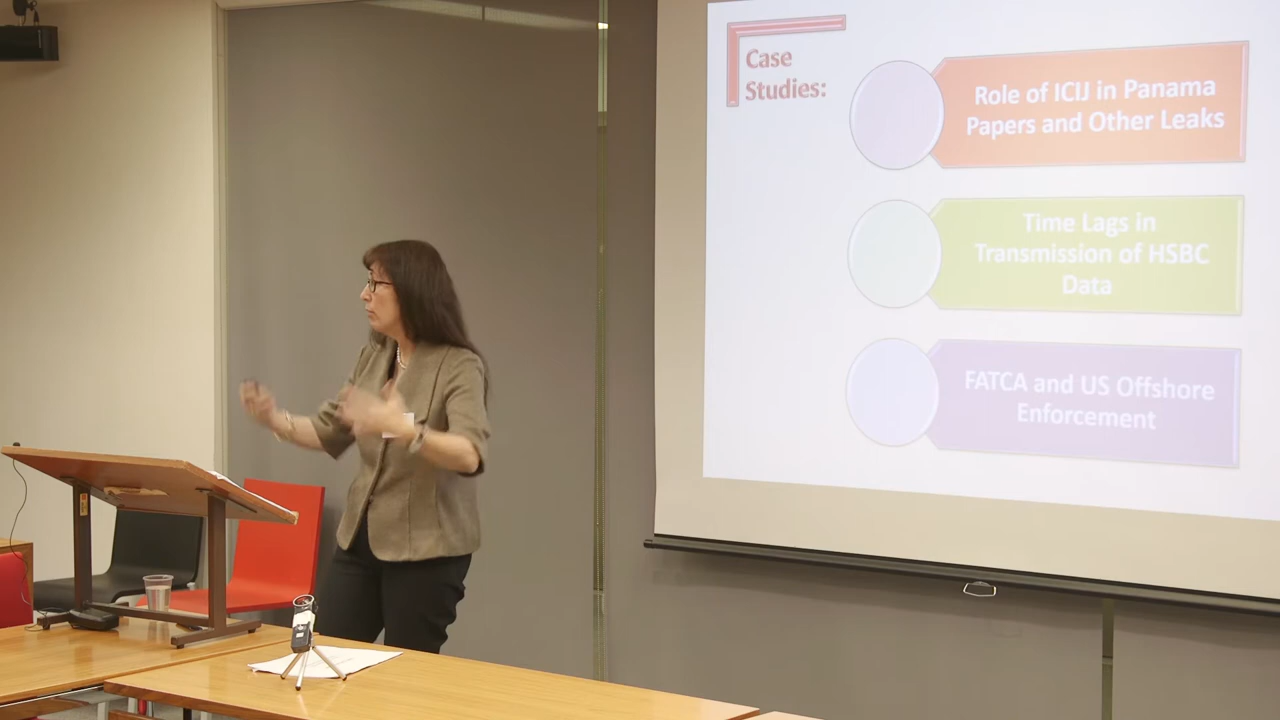 Case
Studies:
Role of ICIJ in Panama
Papers and Other Leaks
Time Lags in
Transmission of HSBC
Data
FATCA and US Offshore
Enforcement